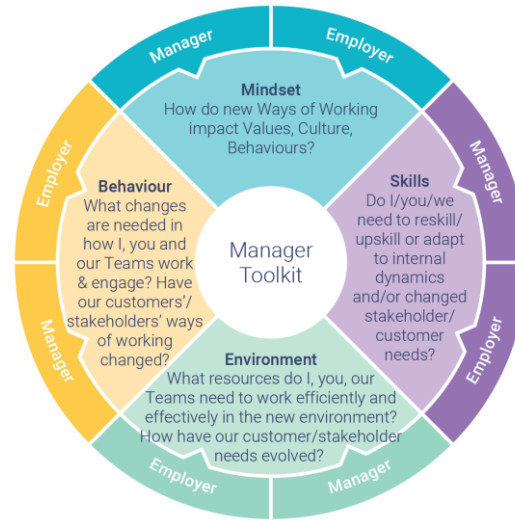 Manager
Employer
Mindset
How do new Ways of Working
impact Values, Culture,
Behaviours?
Manager
Employer
Skills
Do I/you/we
need to reskill/
upskill or adapt
to internal
dynamics
and/or changed
stakeholder/
customer
needs?
Manager
Employer
Environment
What resources do I, you, our
Teams need to work efficiently and
effectively in the new environment?
How have our customer/stakeholder
needs evolved?
Manager
Employer
Behaviour
What changes
are needed in
how I, you and
our Teams work
& engage? Have
our customers'/
stakeholders' ways
of working
changed?
Manager
Toolkit